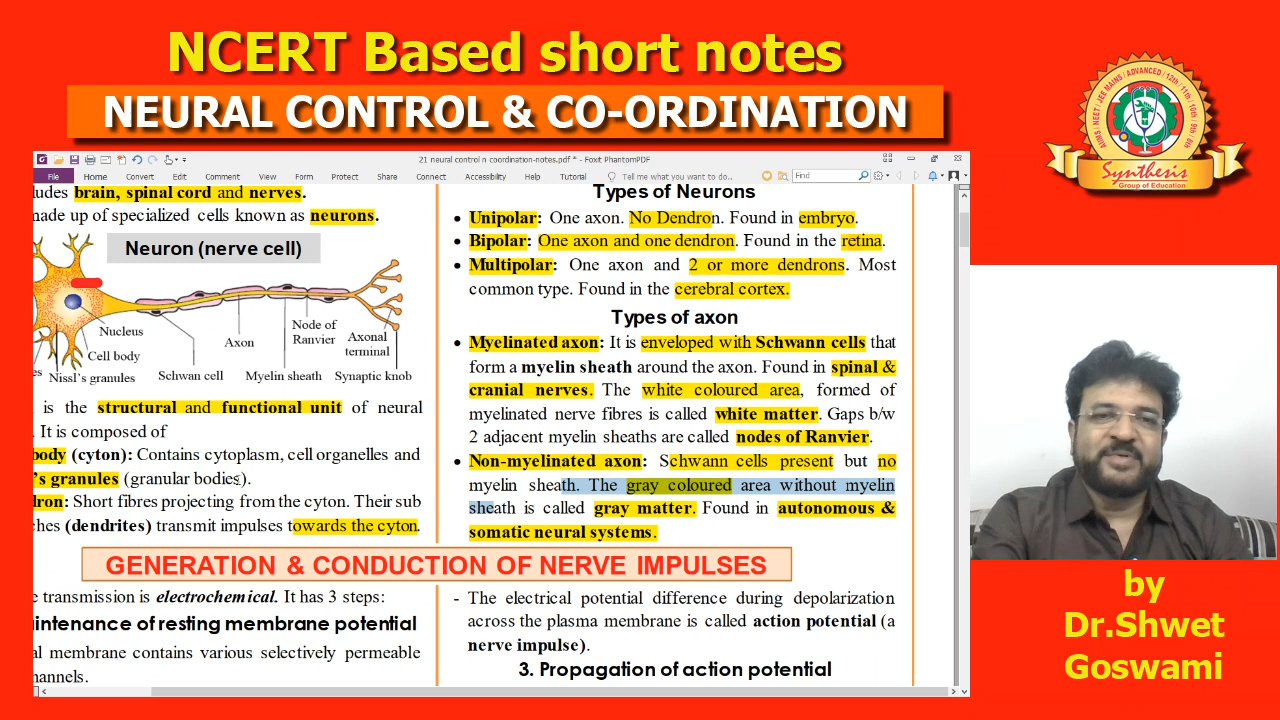 NCERT Based short notes
NEURAL CONTROL & CO-ORDINATION
AIIMS / NEET / JEE MAINS / ADVANCED / 12th / 11th / 10th / 9th / 8th
Synthesis
Group of Education
21 neural control n coordination-notes.pdf * - Foxit PhantomPDF
File Home Convert Edit Comment View Form Protect Share Connect Accessibility Help Tutorial Tell me what you want to do.. Find
ludes brain, spinal cord and nerves.
made up of specialized cells known as neurons.
Neuron (nerve cell)
Nucleus
Cell body
Nissl's granules
Schwan cell
Axon
Myelin sheath
Node of
Ranvier
Axonal
terminal
Synaptic knob
is the structural and functional unit of neural
. It is composed of
body (cyton): Contains cytoplasm, cell organelles and
's granules (granular bodies).
dron: Short fibres projecting from the cyton. Their sub
ches (dendrites) transmit impulses towards the cyton.
Types of Neurons
• Unipolar: One axon. No Dendron. Found in embryo.
• Bipolar: One axon and one dendron. Found in the retina.
• Multipolar: One axon and 2 or more dendrons. Most
common type. Found in the cerebral cortex.
Types of axon
• Myelinated axon: It is enveloped with Schwann cells that
form a myelin sheath around the axon. Found in spinal &
cranial nerves. The white coloured area, formed of
myelinated nerve fibres is called white matter. Gaps b/w
2 adjacent myelin sheaths are called nodes of Ranvier.
• Non-myelinated axon: Schwann cells present but no
myelin sheath. The gray coloured area without myelin
sheath is called gray matter. Found in autonomous &
somatic neural systems.
GENERATION & CONDUCTION OF NERVE IMPULSES
e transmission is electrochemical. It has 3 steps:
intenance of resting membrane potential
al membrane contains various selectively permeable
hannels.
- The electrical potential difference during depolarization
across the plasma membrane is called action potential (a
nerve impulse).
3. Propagation of action potential
by
Dr.Shwet
Goswami